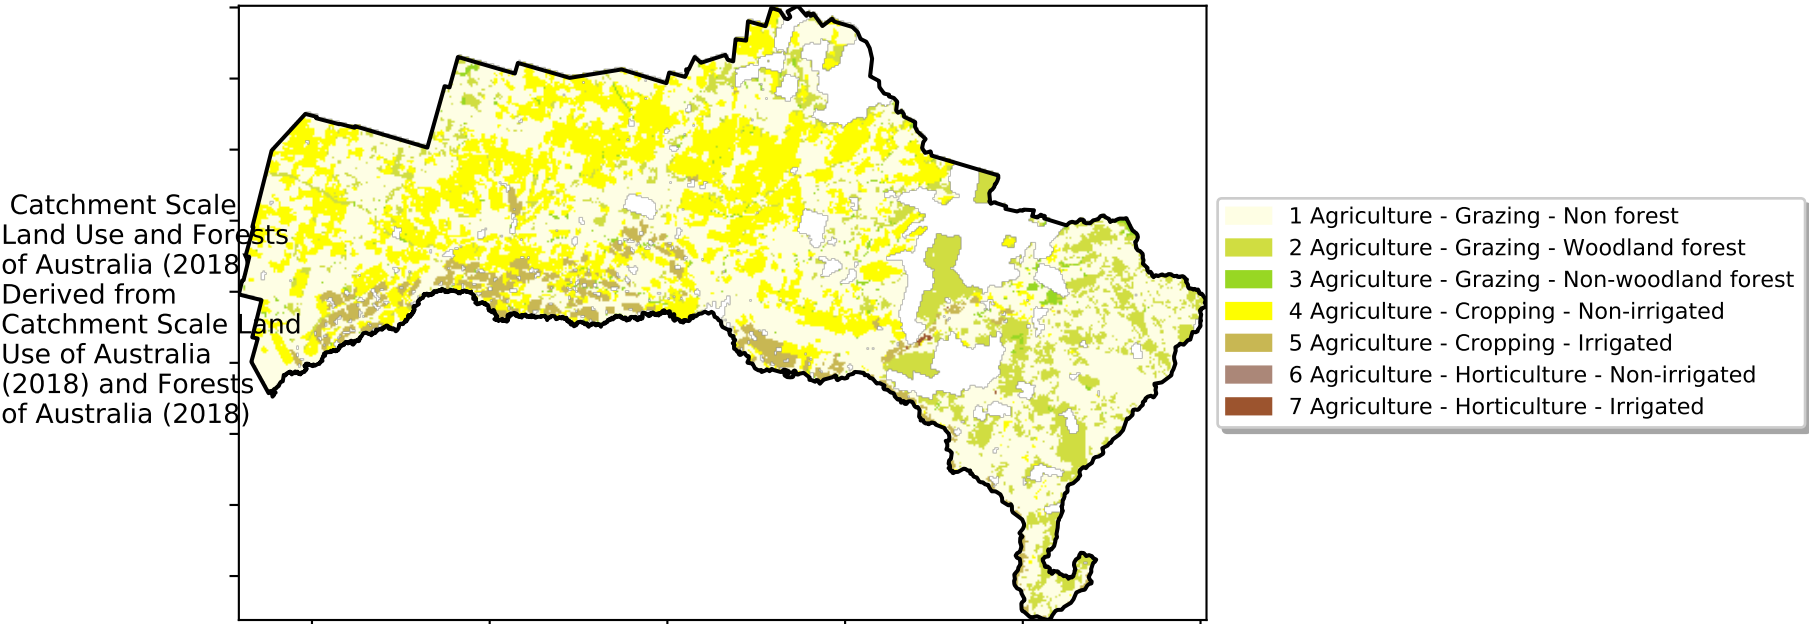 Catchment Scale
Land Use and Forests
of Australia (2018)
Derived from
Catchment Scale Land
Use of Australia
(2018) and Forests
of Australia (2018)
1 Agriculture - Grazing - Non forest
2 Agriculture - Grazing - Woodland forest
3 Agriculture - Grazing - Non-woodland forest
4 Agriculture - Cropping - Non-irrigated
5 Agriculture - Cropping - Irrigated
6 Agriculture - Horticulture - Non-irrigated
7 Agriculture - Horticulture - Irrigated